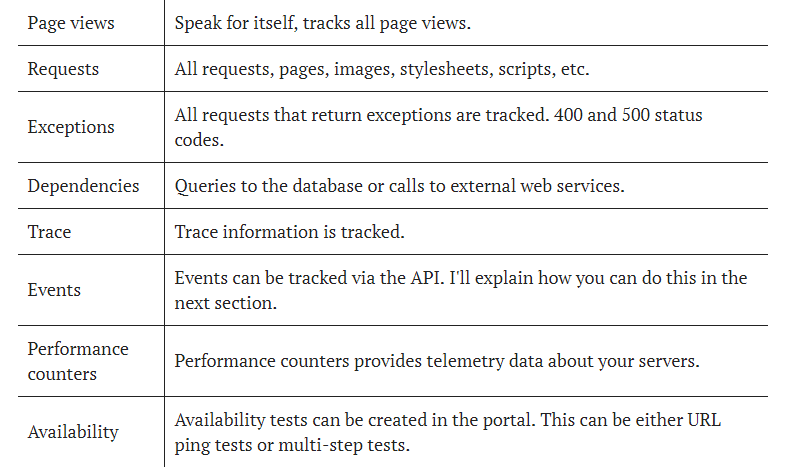 Page views
Speak for itself, tracks all page views.
Requests
All requests, pages, images, stylesheets, scripts, etc.
Exceptions
All requests that return exceptions are tracked. 400 and 500 status
codes.
Dependencies
Queries to the database or calls to external web services.
Trace
Trace information is tracked.
Events
Events can be tracked via the API. I'll explain how you can do this in the
next section.
Performance
counters
Performance counters provides telemetry data about your servers.
Availability
Availability tests can be created in the portal. This can be either URL
ping tests or multi-step tests.